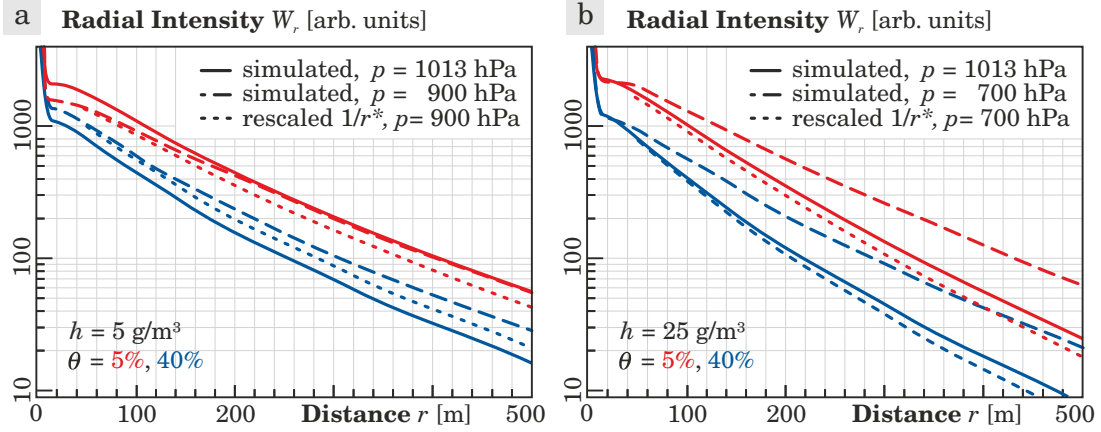 a Radial Intensity Wᵣ [arb. units]
simulated, p = 1013 hPa
simulated, p = 900 hPa
rescaled 1/r*, p= 900 hPa
1000
100
10
h = 5 g/m³
θ = 5%, 40%
0 100 200 Distance r [m] 500
b Radial Intensity Wᵣ [arb. units]
simulated, p = 1013 hPa
simulated, p = 700 hPa
rescaled 1/r*, p= 700 hPa
1000
100
10
h = 25 g/m³
θ = 5%, 40%
0 100 200 Distance r [m] 500